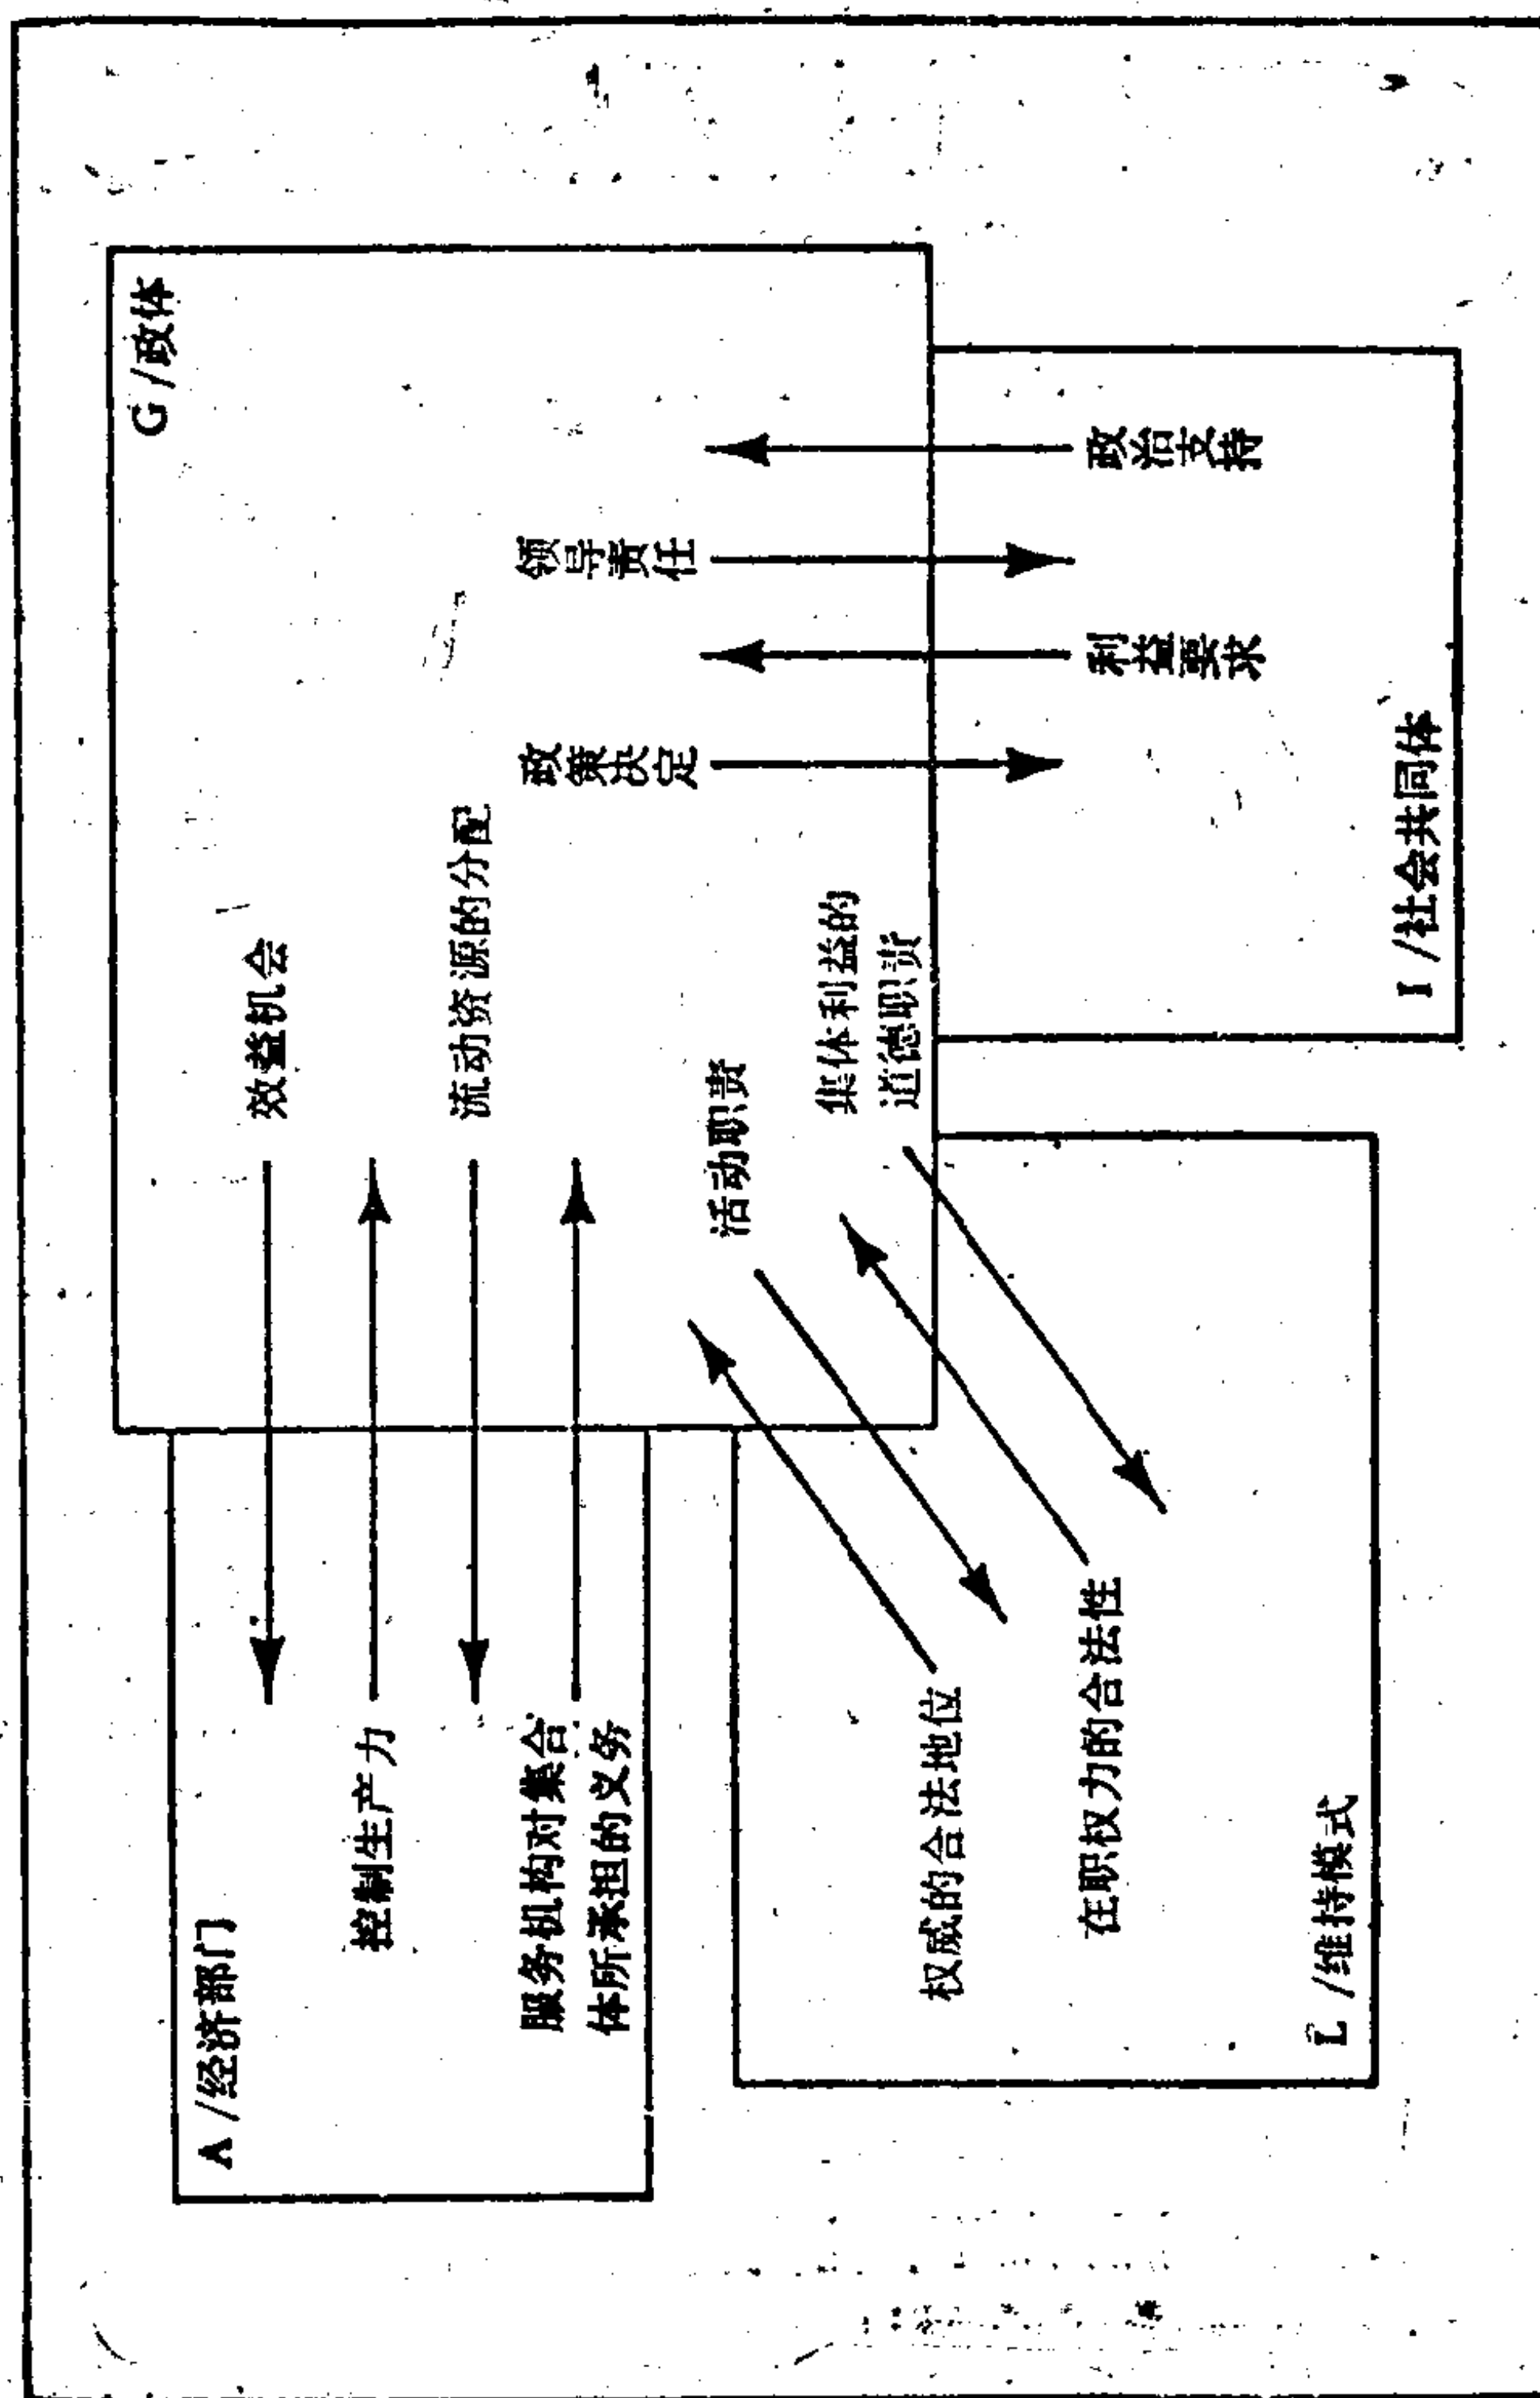 A/经济部门
控制生产力
服务机构对集合
体所承担的义务
G/政体
效益机会
流动资源的分配
领导责任
政策决定
活动职责
集体利益的
道德职责
权威的合法地位
在职权力的合法性
L/维持模式
政治支持
利益要求
I/社会共同体